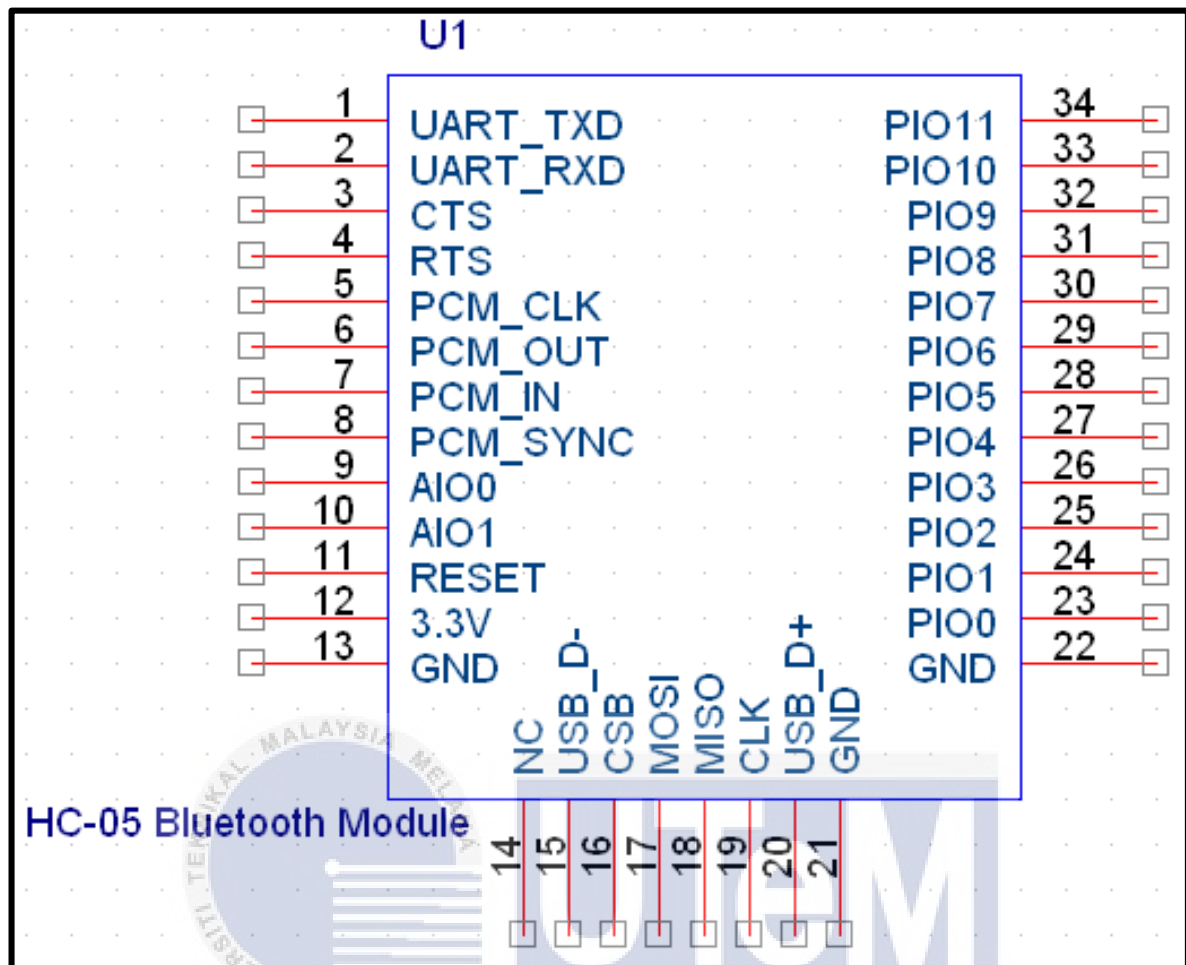 U1
1 UART_TXD PIO11 34
2 UART_RXD PIO10 33
3 CTS PIO9 32
4 RTS PIO8 31
5 PCM_CLK PIO7 30
6 PCM_OUT PIO6 29
7 PCM_IN PIO5 28
8 PCM_SYNC PIO4 27
9 AIO0 PIO3 26
10 AIO1 PIO2 25
11 RESET PIO1 24
12 3.3V PIO0 23
13 GND GND 22
NC USB_D- CSB MOSI MISO CLK USB_D+ GND
14 15 16 17 18 19 20 21
HC-05 Bluetooth Module
MALAYSIA
UTeM